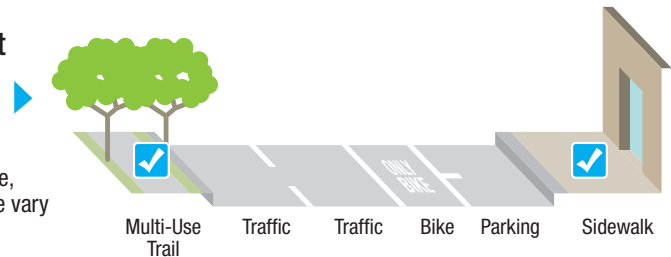 t
e,
e vary
ONLY
BIKE
Multi-Use
Trail
Traffic
Traffic
Bike
Parking
Sidewalk